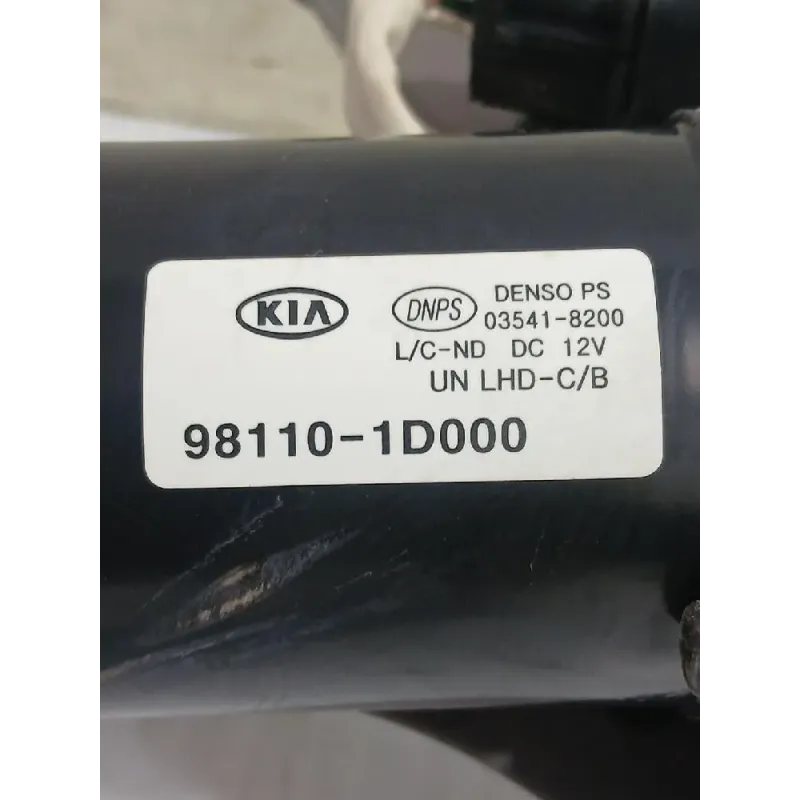 KIA DNPS DENSO PS
03541-8200
L/C-ND DC 12V
UN LHD-C/B
98110-1D000